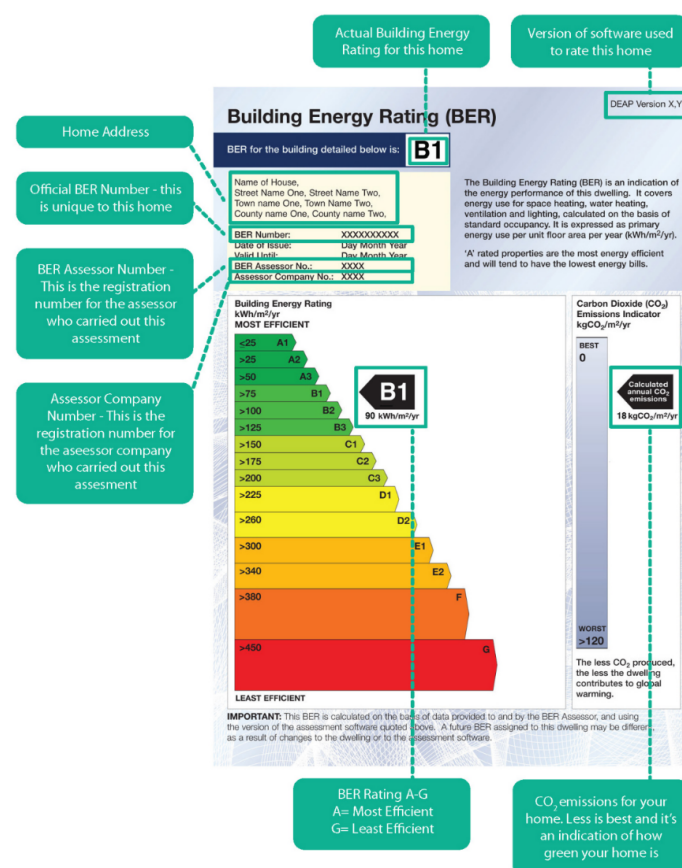 Actual Building Energy
Rating for this home
Version of software used
to rate this home
DEAP Version X,Y
Building Energy Rating (BER)
BER for the building detailed below is:
B1
Home Address
Official BER Number - this
is unique to this home
BER Assessor Number -
This is the registration
number for the assessor
who carried out this
assessment
Assessor Company
Number - This is the
registration number for
the aseessor company
who carried out this
assesment
Name of House,
Street Name One, Street Name Two,
Town name One, Town Name Two,
County name One, County name Two,
BER Number: XXXXXXXXXX
Date of Issue: Day Month Year
Valid Until: Day Month Year
BER Assessor No.: XXXX
Assessor Company No.: XXXX
The Building Energy Rating (BER) is an indication of
the energy performance of this dwelling. It covers
energy use for space heating, water heating,
ventilation and lighting, calculated on the basis of
standard occupancy. It is expressed as primary
energy use per unit floor area per year (kWh/m²/yr).
'A' rated properties are the most energy efficient
and will tend to have the lowest energy bills.
Building Energy Rating
kWh/m²/yr
MOST EFFICIENT
<25 A1
>25 A2
>50 A3
>75 B1
>100 B2
>125 B3
>150 C1
>175 C2
>200 C3
>225 D1
>260 D2
>300 E1
>340 E2
>380 F
>450 G
LEAST EFFICIENT
B1
90 kWh/m²/yr
Carbon Dioxide (CO₂)
Emissions Indicator
kgCO₂/m²/yr
BEST
0
Calculated
annual CO₂
emissions
18 kgCO₂/m²/yr
WORST
>120
The less CO₂ produced,
the less the dwelling
contributes to global
warming.
IMPORTANT: This BER is calculated on the basis of data provided to and by the BER Assessor, and using
the version of the assessment software quoted above. A future BER assigned to this dwelling may be different,
as a result of changes to the dwelling or to the assessment software.
BER Rating A-G
A= Most Efficient
G= Least Efficient
CO₂ emissions for your
home. Less is best and it's
an indication of how
green your home is